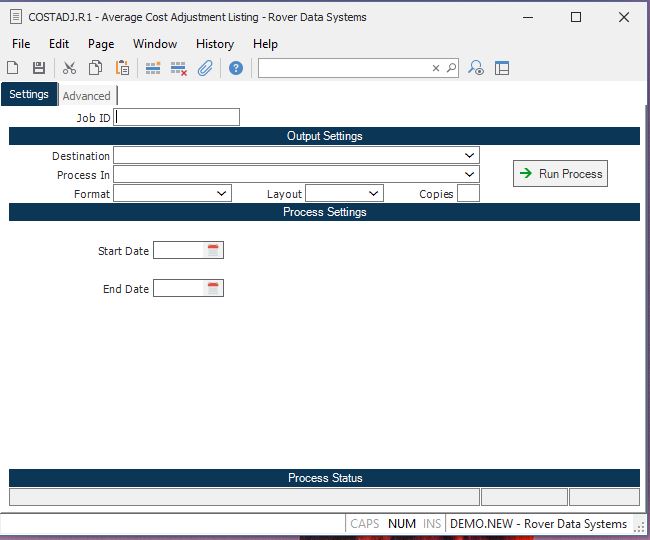 COSTADJ.R1 - Average Cost Adjustment Listing - Rover Data Systems
File Edit Page Window History Help
Settings Advanced
Job ID
Output Settings
Destination
Process In
Run Process
Format Layout Copies
Process Settings
Start Date
End Date
Process Status
CAPS NUM INS DEMO.NEW - Rover Data Systems